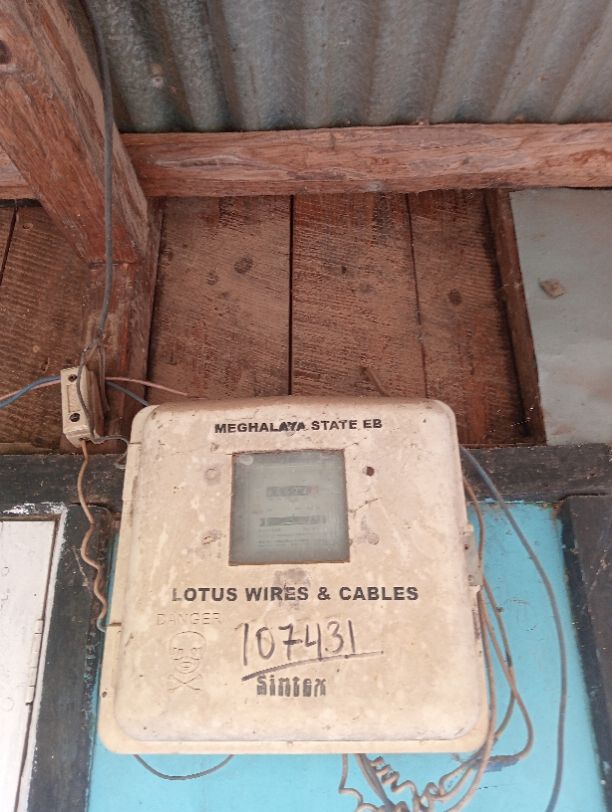 MEGHALAYA STATE EB
LOTUS WIRES & CABLES
DANGER
107431
Sintex